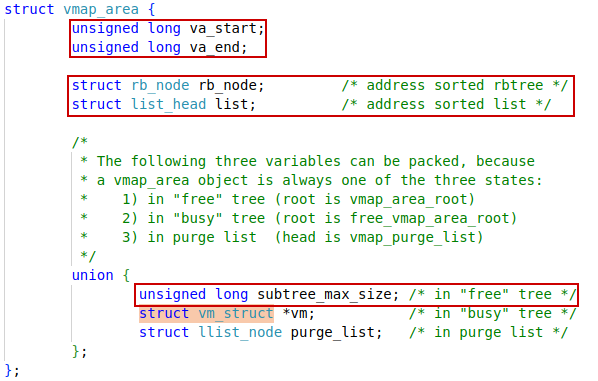 struct vmap_area {
unsigned long va_start;
unsigned long va_end;
struct rb_node rb_node; /* address sorted rbtree */
struct list_head list; /* address sorted list */
/*
* The following three variables can be packed, because
* a vmap_area object is always one of the three states:
* 1) in "free" tree (root is vmap_area_root)
* 2) in "busy" tree (root is free_vmap_area_root)
* 3) in purge list (head is vmap_purge_list)
*/
union {
unsigned long subtree_max_size; /* in "free" tree */
struct vm_struct *vm; /* in "busy" tree */
struct llist_node purge_list; /* in purge list */
};
};